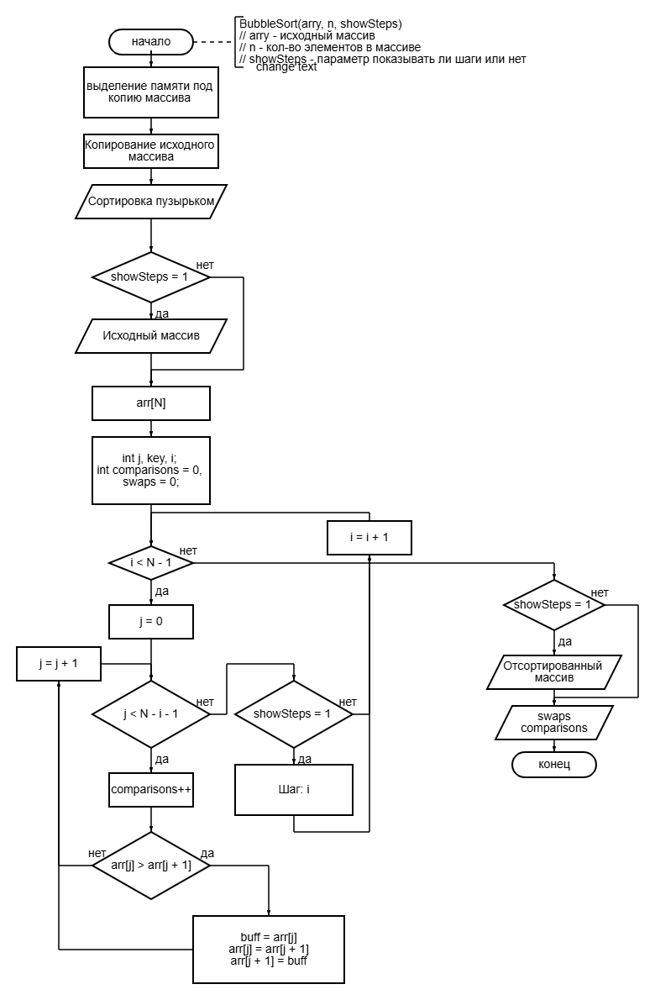 начало
BubbleSort(arry, n, showSteps)
// arry - исходный массив
// n - кол-во элементов в массиве
// showSteps - параметр показывать ли шаги или нет
change text
выделение памяти под
копию массива
Копирование исходного
массива
Сортировка пузырьком
showSteps = 1
нет
да
Исходный массив
arr[N]
int j, key, i;
int comparisons = 0,
swaps = 0;
i = i + 1
i < N - 1
нет
да
j = 0
j = j + 1
j < N - i - 1
нет
да
showSteps = 1
нет
да
Шаг: i
comparisons++
arr[j] > arr[j + 1]
нет
да
buff = arr[j]
arr[j] = arr[j + 1]
arr[j + 1] = buff
showSteps = 1
нет
да
Отсортированный
массив
swaps
comparisons
конец